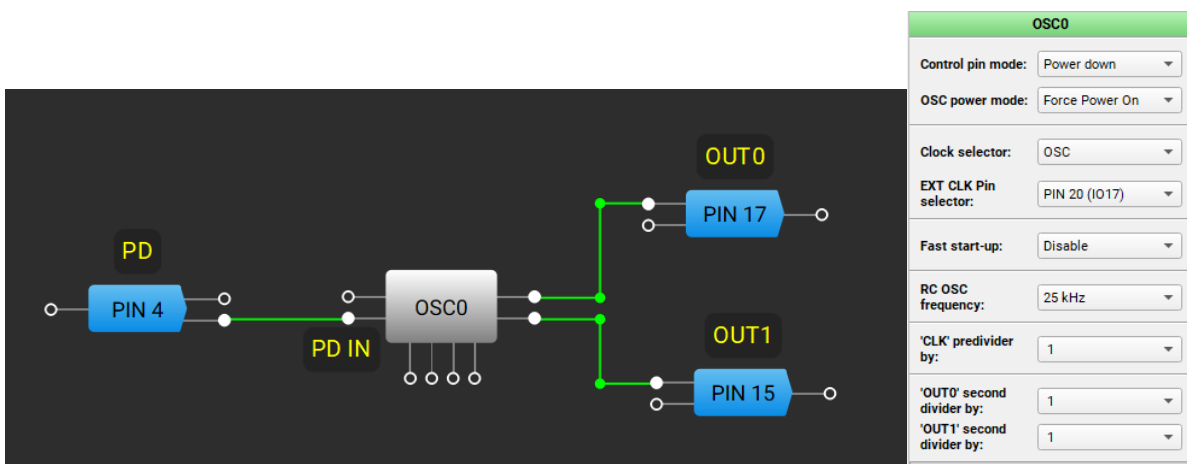 OUT0
PIN 17
PD
PIN 4
OSC0
PD IN
OUT1
PIN 15
OSC0
Control pin mode: Power down
OSC power mode: Force Power On
Clock selector: OSC
EXT CLK Pin
selector: PIN 20 (IO17)
Fast start-up: Disable
RC OSC
frequency: 25 kHz
'CLK' predivider
by: 1
'OUT0' second
divider by: 1
'OUT1' second
divider by: 1